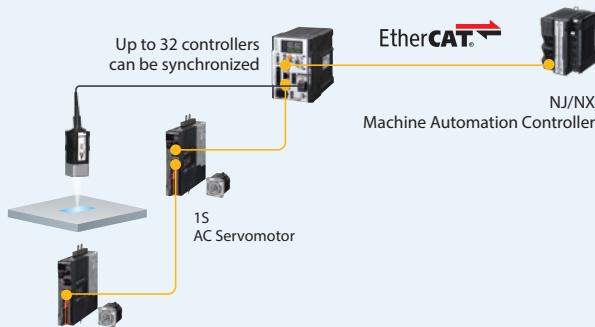 Up to 32 controllers
can be synchronized
EtherCAT®
NJ/NX
Machine Automation Controller
1S
AC Servomotor